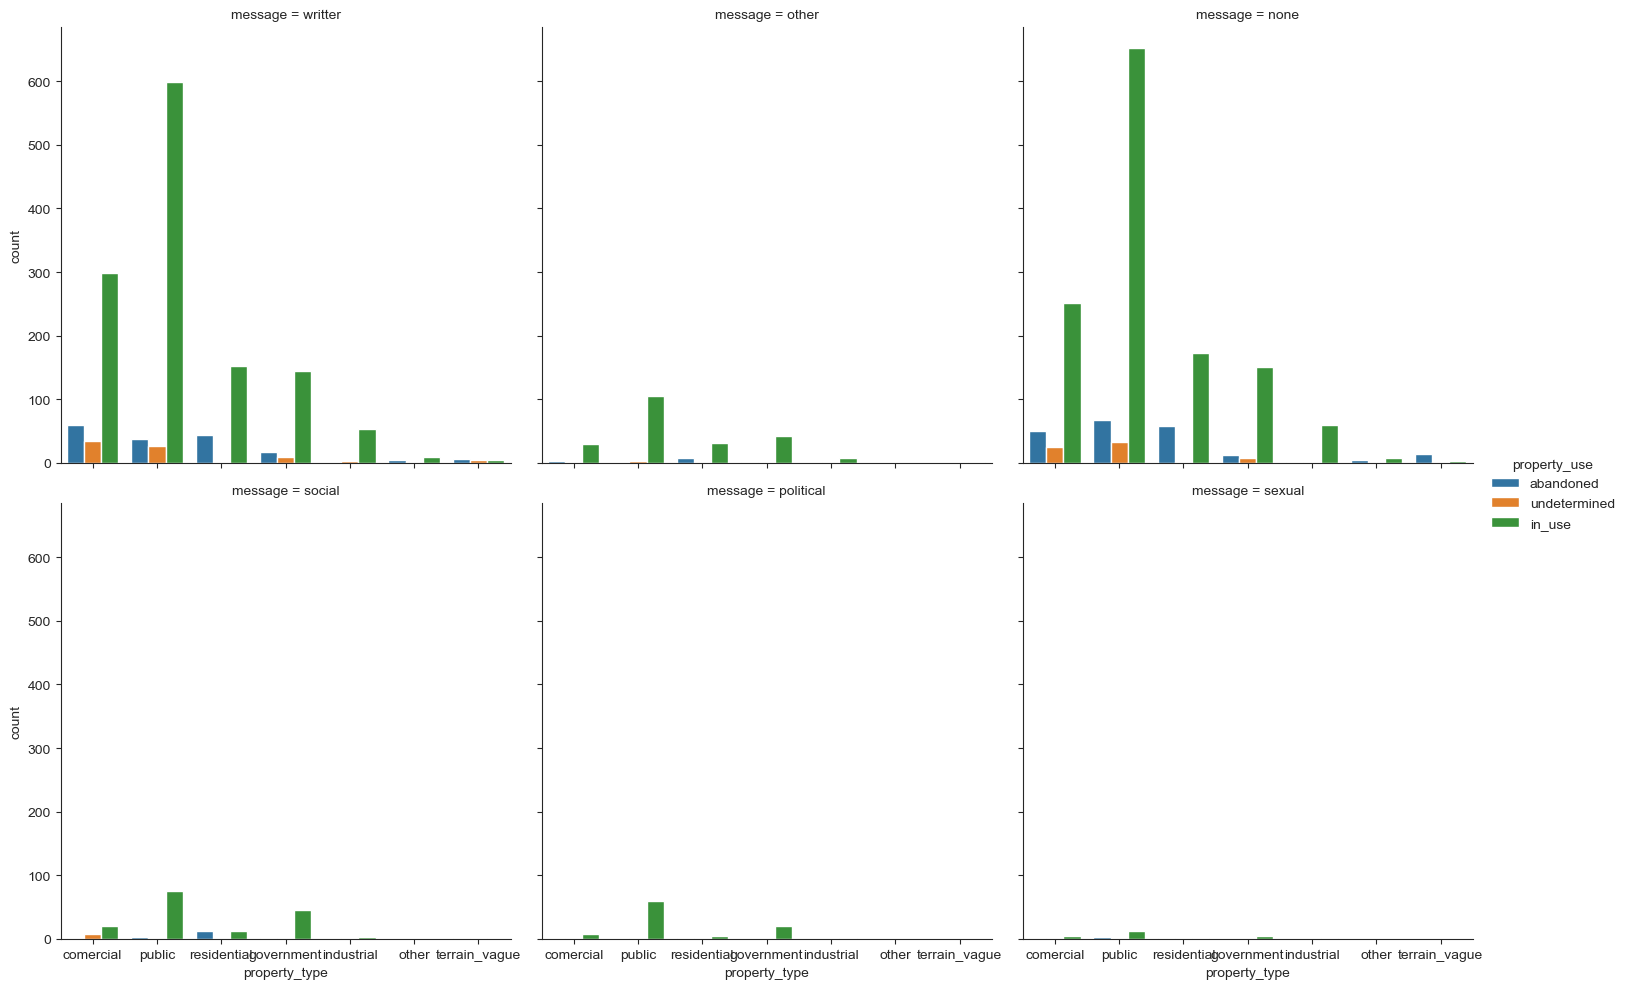 message = writter
message = other
message = none
600
500
400
300
200
100
0
count
property_use
abandoned
undetermined
in_use
message = social
message = political
message = sexual
600
500
400
300
200
100
0
count
comercial public residential government industrial other terrain_vague
comercial public residential government industrial other terrain_vague
comercial public residential government industrial other terrain_vague
property_type
property_type
property_type